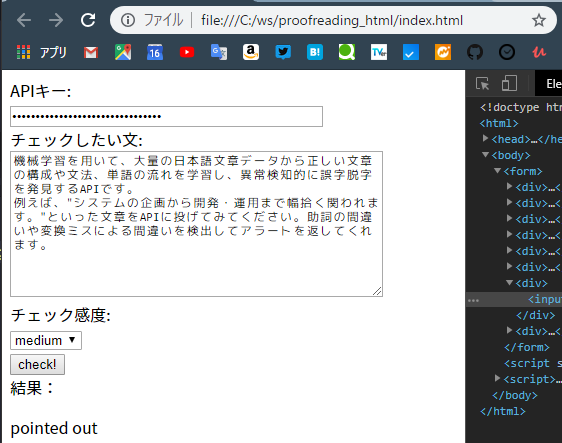 ファイル | file:///C:/ws/proofreading_html/index.html
アプリ
16
B!
TV
APIキー:
••••••••••••••••••••••••••••••••
チェックしたい文:
機械学習を用いて、大量の日本語文章データから正しい文章
の構成や文法、単語の流れを学習し、異常検知的に誤字脱字
を発見するAPIです。
例えば、"システムの企画から開発・運用まで幅拾く関われま
す。"といった文章をAPIに投げてみてください。助詞の間違
いや変換ミスによる間違いを検出してアラートを返してくれ
ます。
チェック感度:
medium ▼
check!
結果：
pointed out
Ele
<!doctype htm
<html>
▶<head>…</hea
▼<body>
▼<form>
▶<div>…<
▶<div>…<
▶<div>…<
▶<div>…<
▶<div>…<
▼<div>
… <input
</div>
▶<div>…<
</form>
<script s
▶<script>…
</body>
</html>